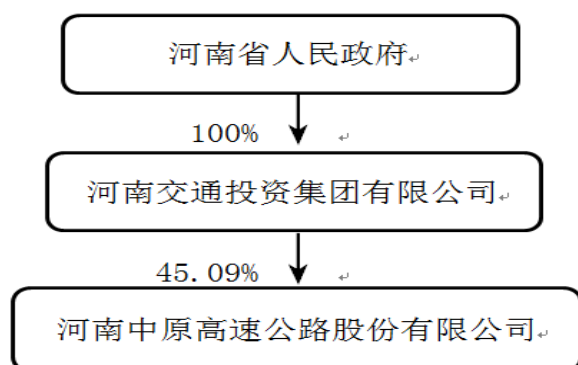 河南省人民政府
100%
河南交通投资集团有限公司
45.09%
河南中原高速公路股份有限公司